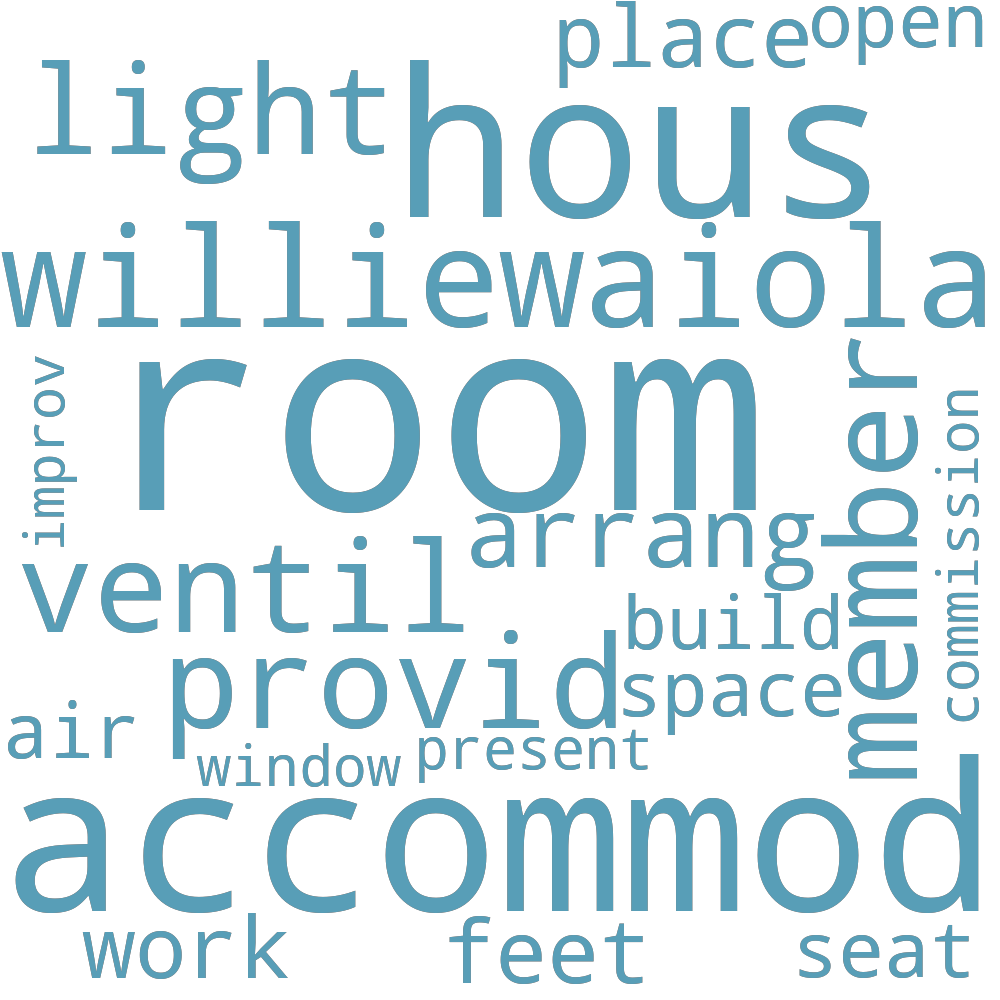 place open
light hous
williewaiola
room
improv
member
commission
arrang
ventil
build
provid
space
air
present
window
accommod
work feet seat